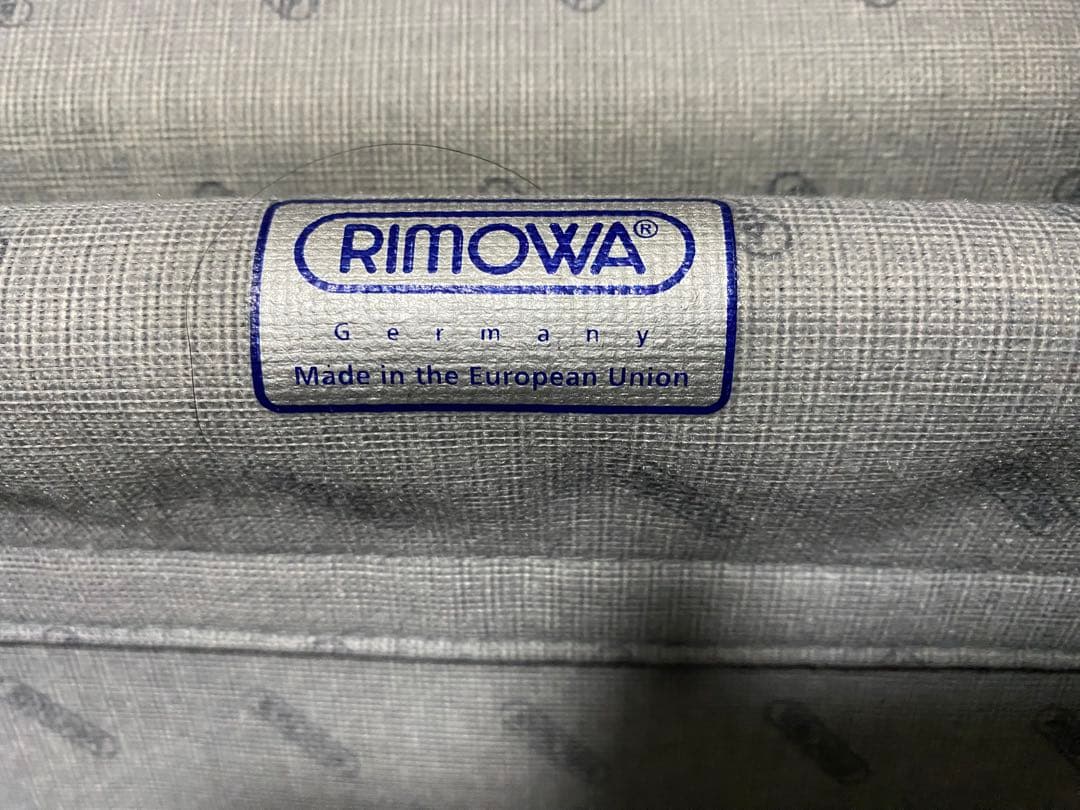 RIMOWA®
Germany
Made in the European Union